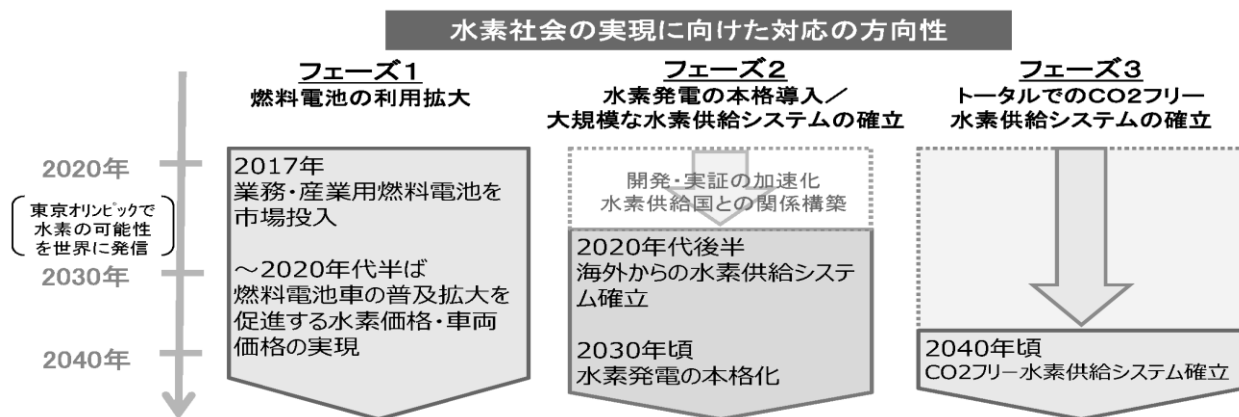 水素社会の実現に向けた対応の方向性
フェーズ1
燃料電池の利用拡大
フェーズ2
水素発電の本格導入／
大規模な水素供給システムの確立
フェーズ3
トータルでのCO2フリー
水素供給システムの確立
2020年
東京オリンピックで
水素の可能性
を世界に発信
2030年
2040年
2017年
業務・産業用燃料電池を
市場投入
～2020年代半ば
燃料電池車の普及拡大を
促進する水素価格・車両
価格の実現
開発・実証の加速化
水素供給国との関係構築
2020年代後半
海外からの水素供給システ
ム確立
2030年頃
水素発電の本格化
2040年頃
CO2フリー水素供給システム確立